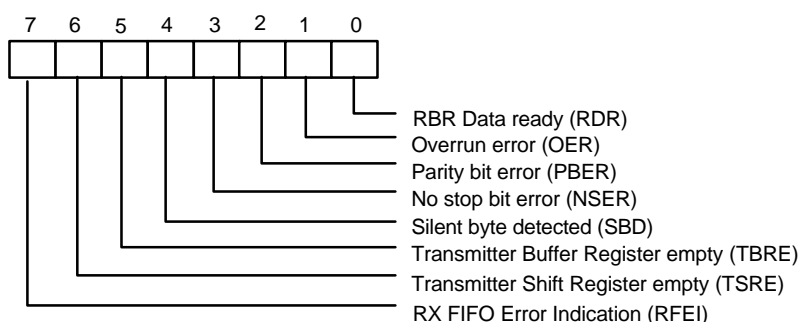 7 6 5 4 3 2 1 0
RBR Data ready (RDR)
Overrun error (OER)
Parity bit error (PBER)
No stop bit error (NSER)
Silent byte detected (SBD)
Transmitter Buffer Register empty (TBRE)
Transmitter Shift Register empty (TSRE)
RX FIFO Error Indication (RFEI)